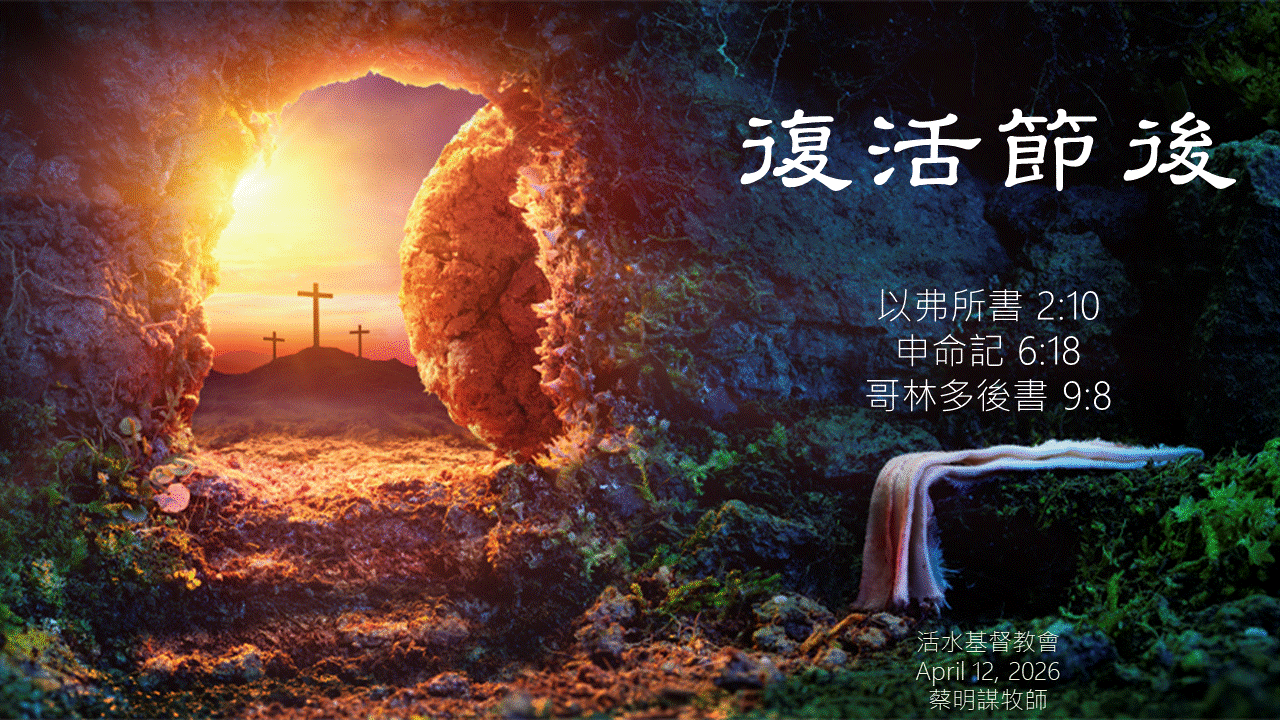 復活節後
以弗所書 2:10
申命記 6:18
哥林多後書 9:8
活水基督教會
April 12, 2026
蔡明謀牧師